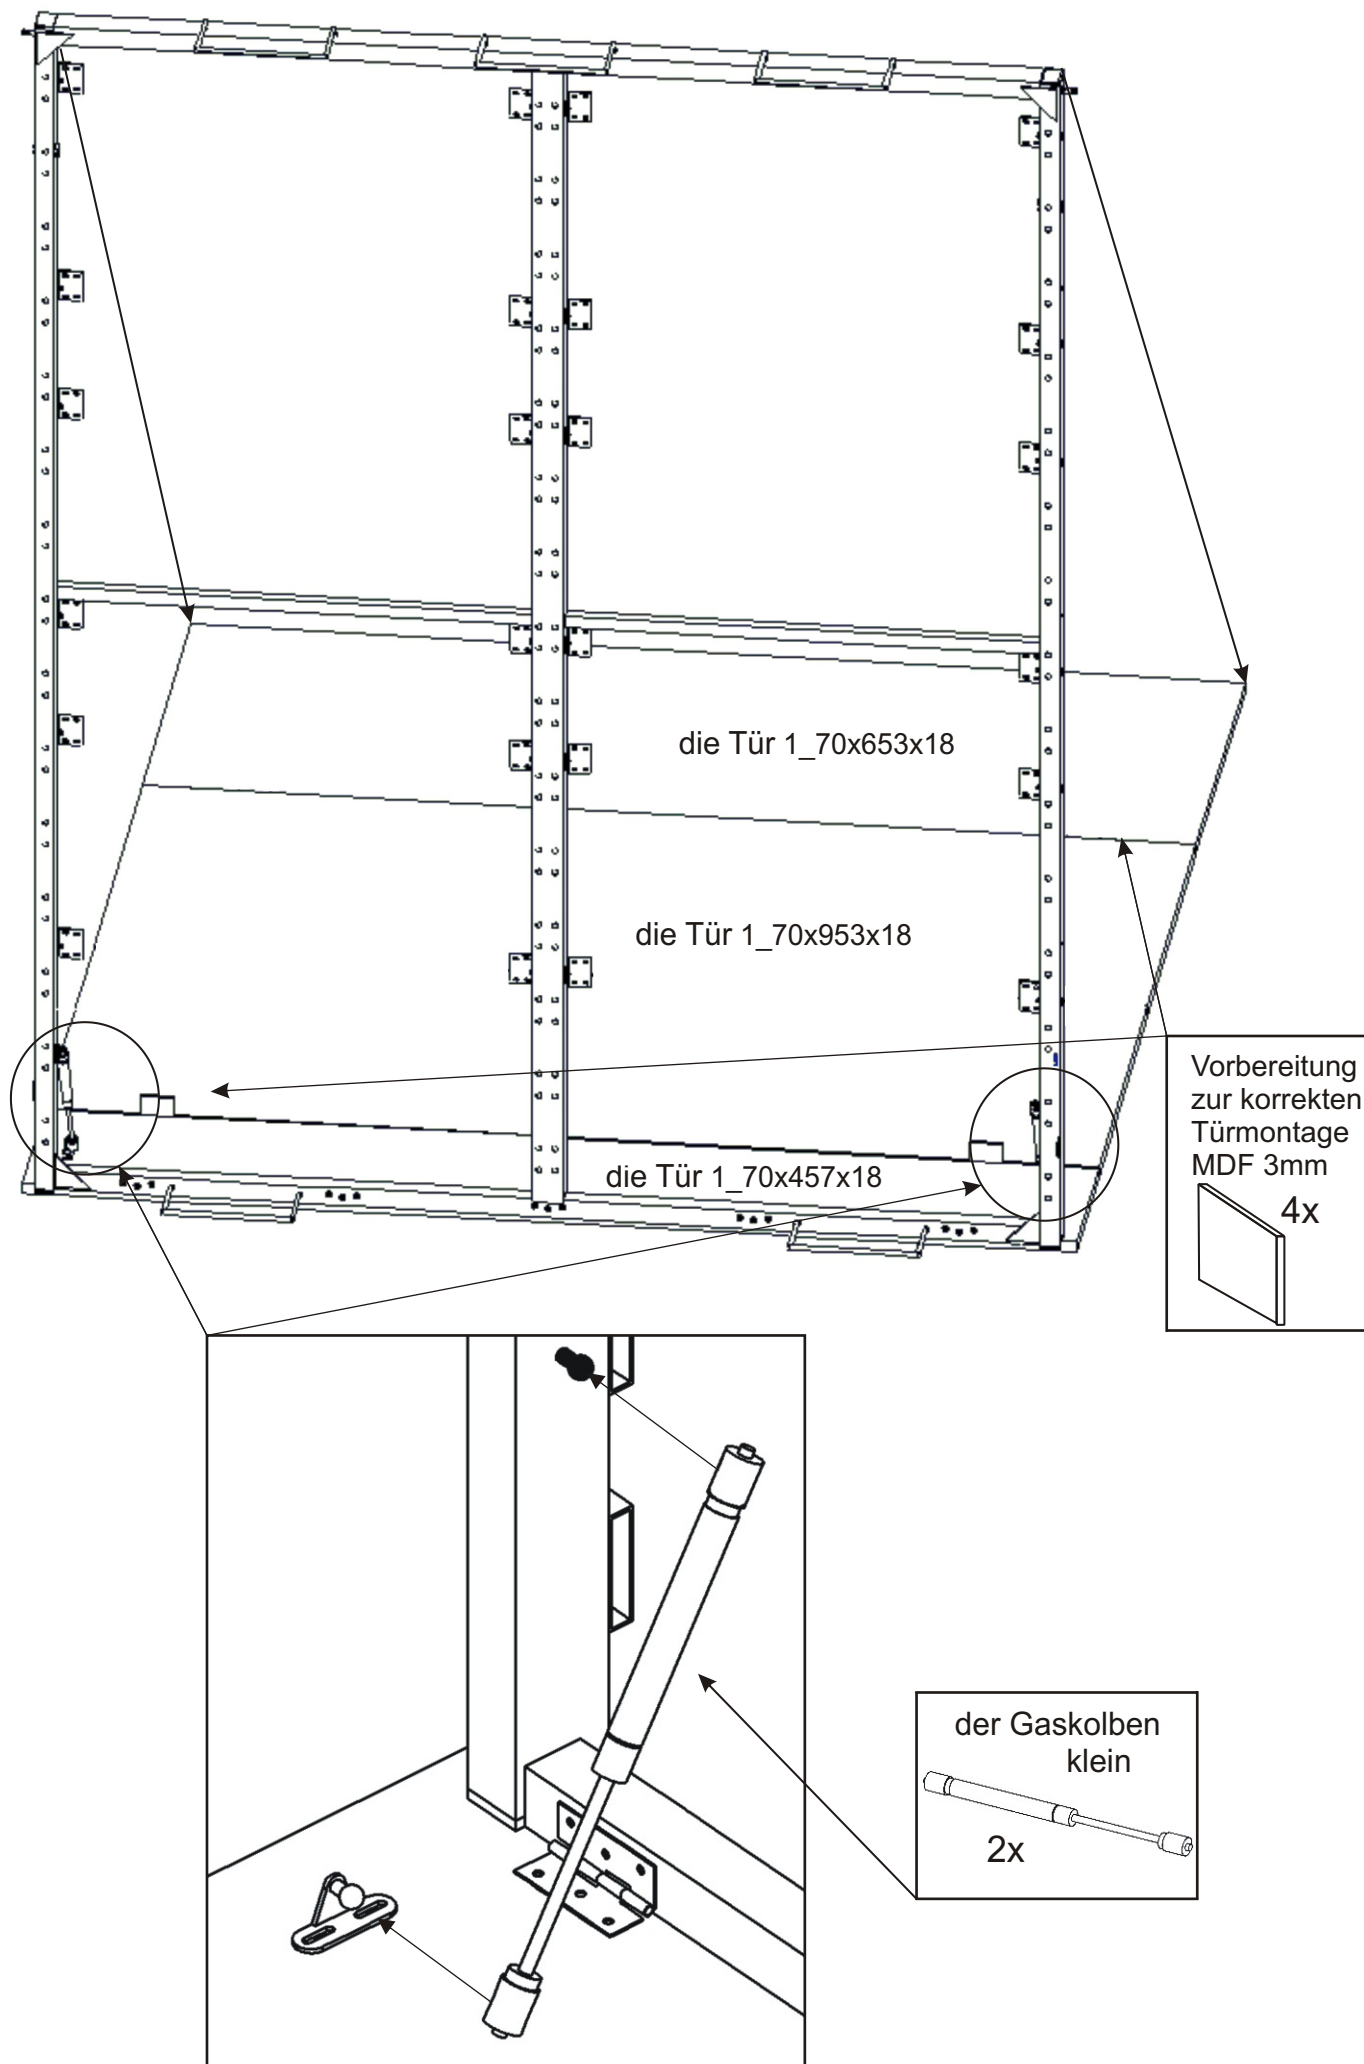 die Tür 1_70x653x18
die Tür 1_70x953x18
Vorbereitung
zur korrekten
Türmontage
MDF 3mm
4x
die Tür 1_70x457x18
der Gaskolben
klein
2x